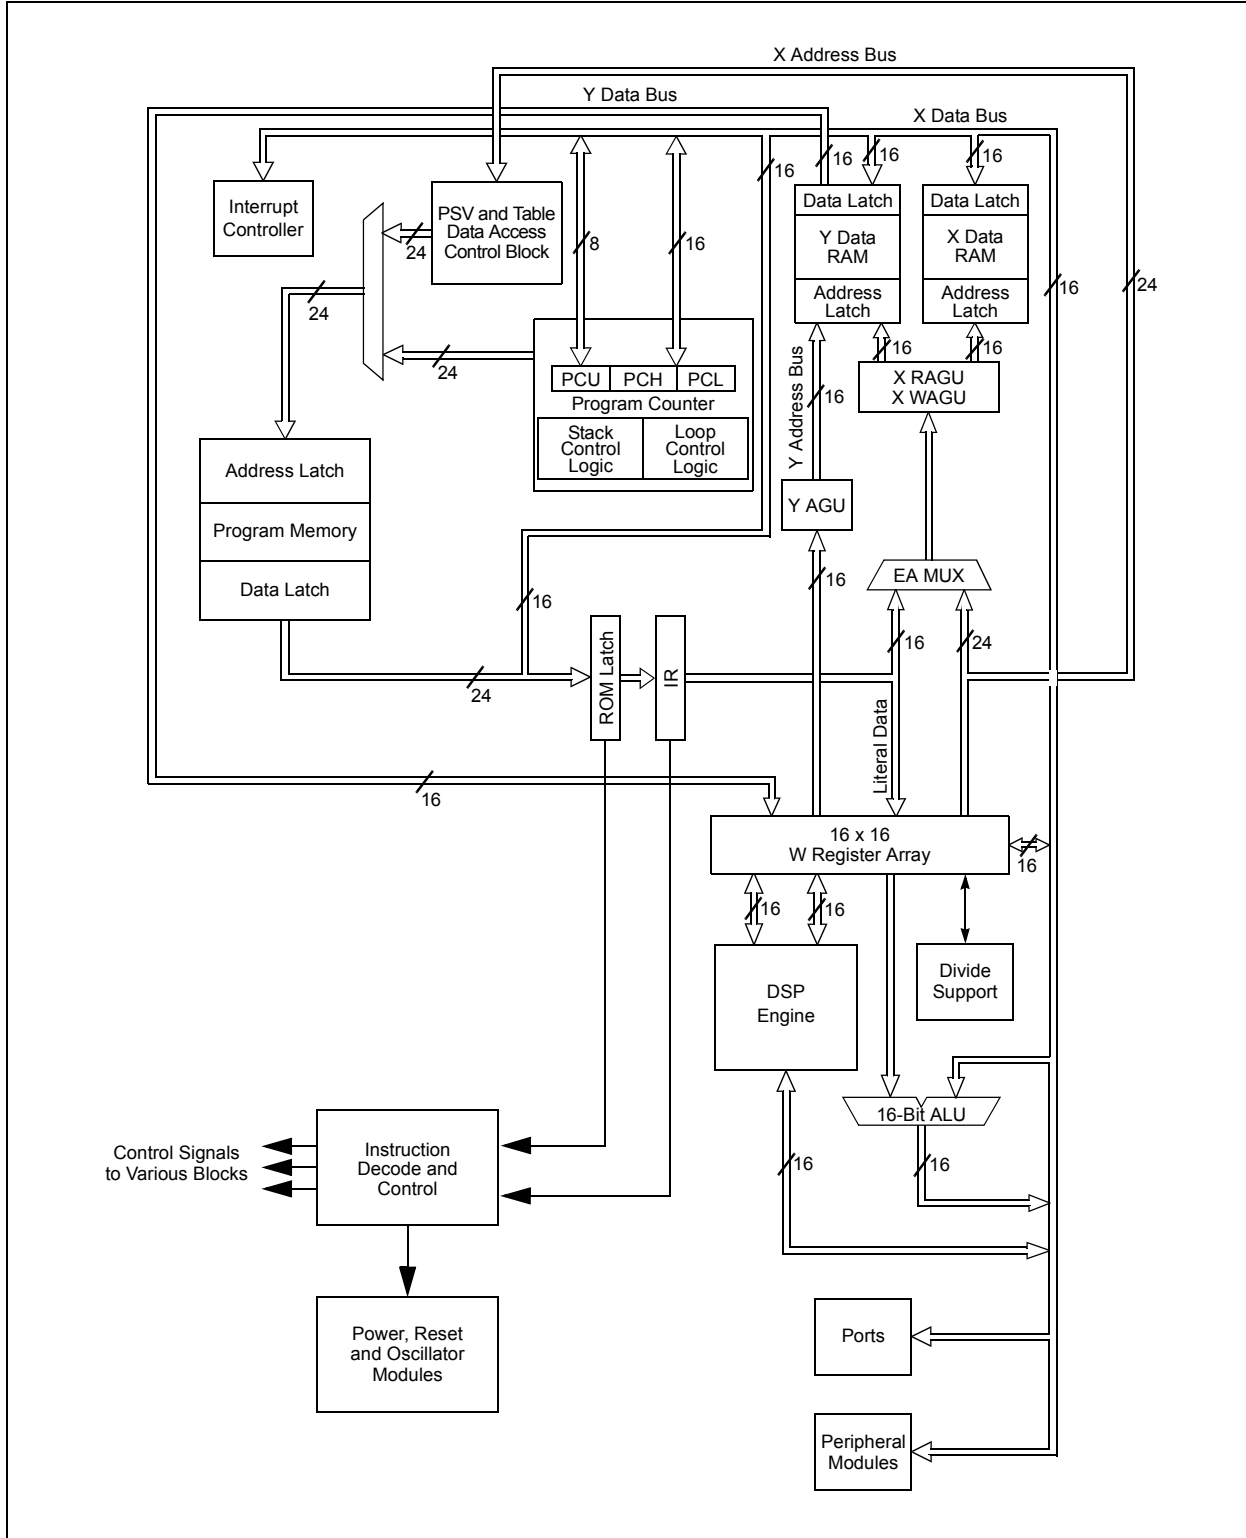 X Address Bus
Y Data Bus
X Data Bus
16
16
16
16
Interrupt
Controller
PSV and Table
Data Access
Control Block
24
8
16
Data Latch
Y Data
RAM
Address
Latch
Data Latch
X Data
RAM
Address
Latch
16
24
24
24
16
16
PCU
PCH
PCL
Program Counter
Stack
Control
Logic
Loop
Control
Logic
Y Address Bus
16
X RAGU
X WAGU
Address Latch
Program Memory
Data Latch
Y AGU
16
EA MUX
16
24
ROM Latch
IR
16
24
Literal Data
16
16 x 16
W Register Array
16
16
16
DSP
Engine
Divide
Support
16-Bit ALU
16
16
Control Signals
to Various Blocks
Instruction
Decode and
Control
Power, Reset
and Oscillator
Modules
Ports
Peripheral
Modules